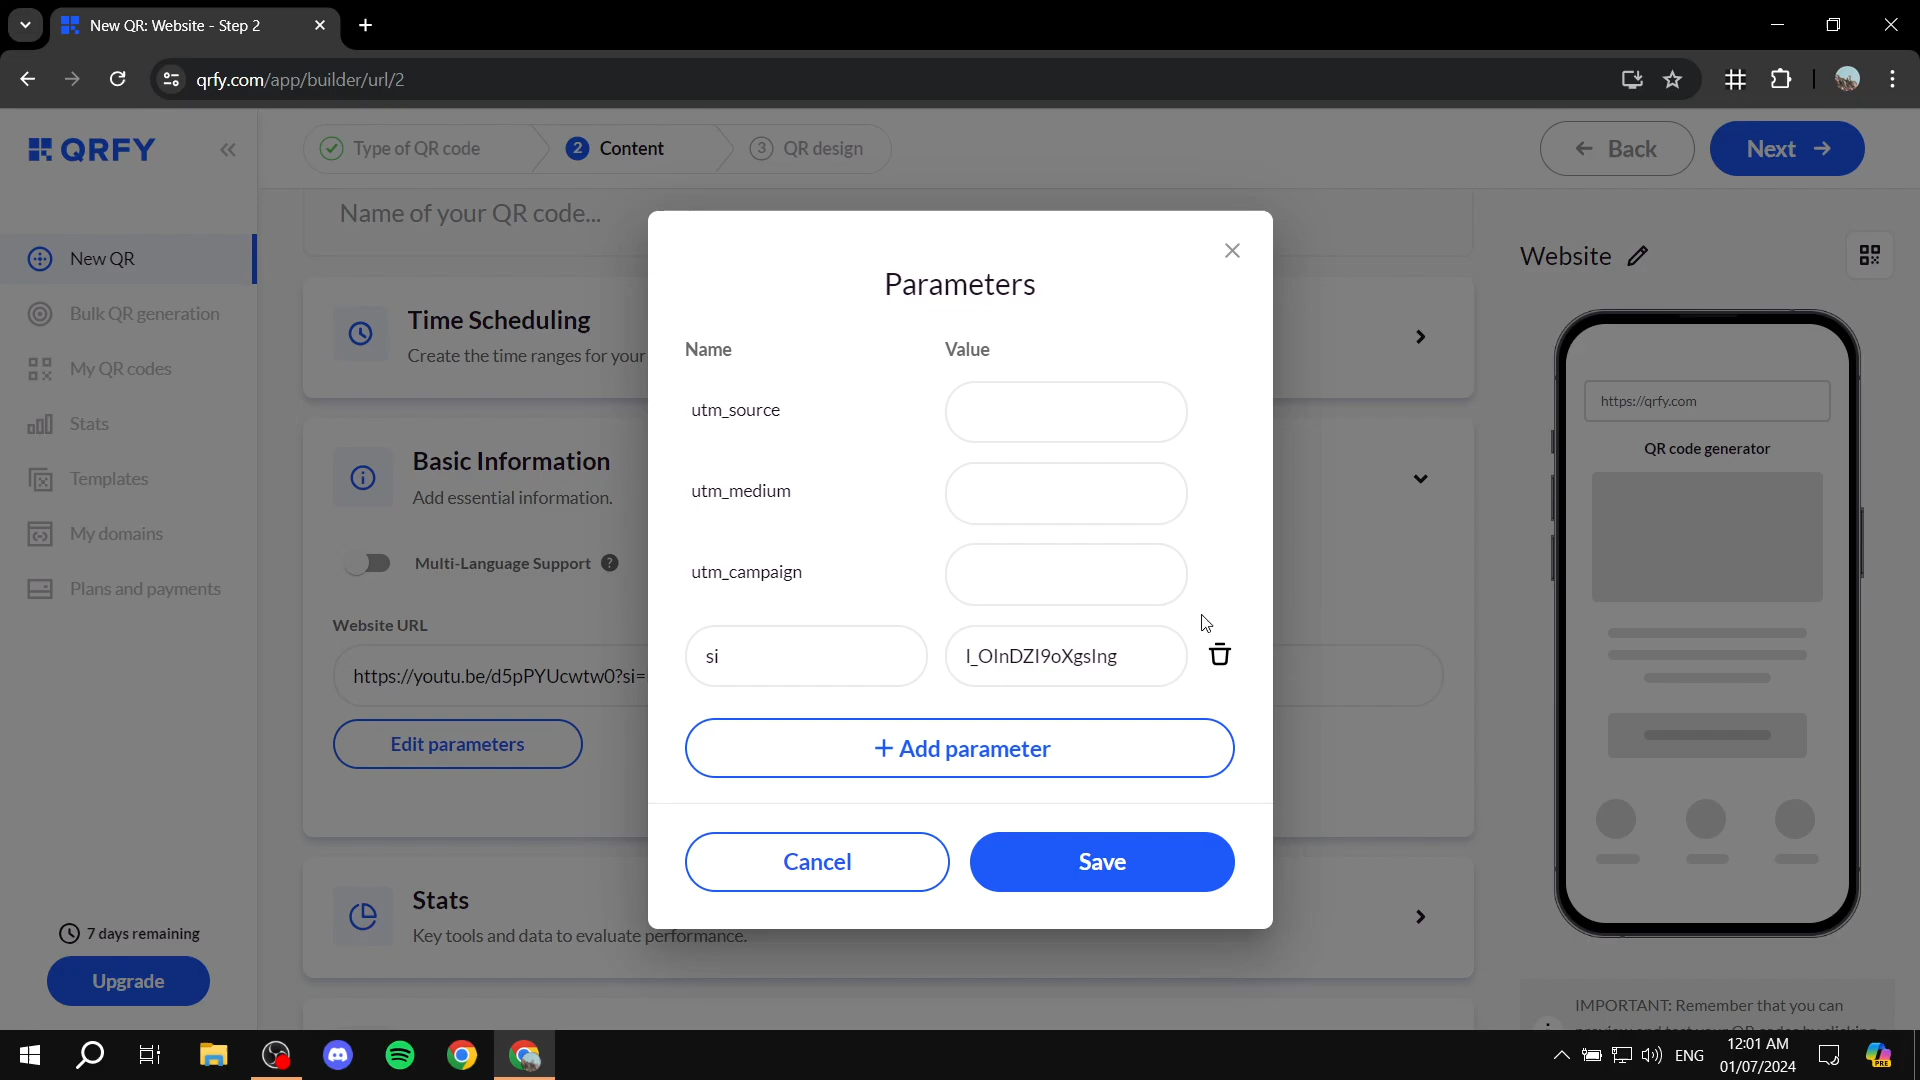 New QR: Website - Step 2
qrfy.com/app/builder/url/2
QRFY
Type of QR code
2
Content
3
QR design
Back
Next
New QR
Bulk QR generation
My QR codes
Stats
Templates
My domains
Plans and payments
7 days remaining
Upgrade
Name of your QR code...
Time Scheduling
Create the time ranges for your
Basic Information
Add essential information.
Multi-Language Support ?
Website URL
https://youtu.be/d5pPYUcwtw0?si=
Edit parameters
Stats
Key tools and data to evaluate performance.
Parameters
Name
Value
utm_source
utm_medium
utm_campaign
si
I_OInDZI9oXgsIng
+ Add parameter
Cancel
Save
Website
https://qrfy.com
QR code generator
IMPORTANT: Remember that you can
ENG
12:01 AM
01/07/2024
PRE